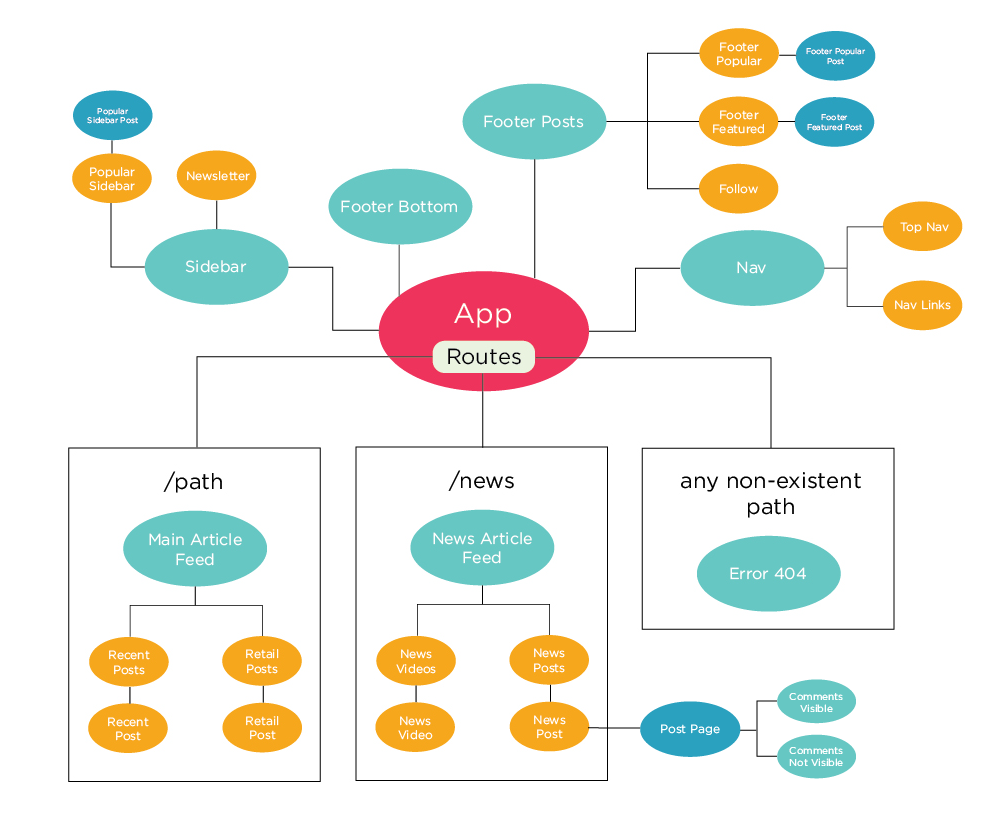 Footer
Popular
Footer Popular
Post
Popular
Sidebar Post
Footer Posts
Footer
Featured
Footer
Featured Post
Popular
Sidebar
Newsletter
Follow
Footer Bottom
Top Nav
Sidebar
Nav
Nav Links
App
Routes
/path
Main Article
Feed
Recent
Posts
Retail
Posts
Recent
Post
Retail
Post
/news
News Article
Feed
News
Videos
News
Posts
News
Video
News
Post
any non-existent
path
Error 404
Post Page
Comments
Visible
Comments
Not Visible